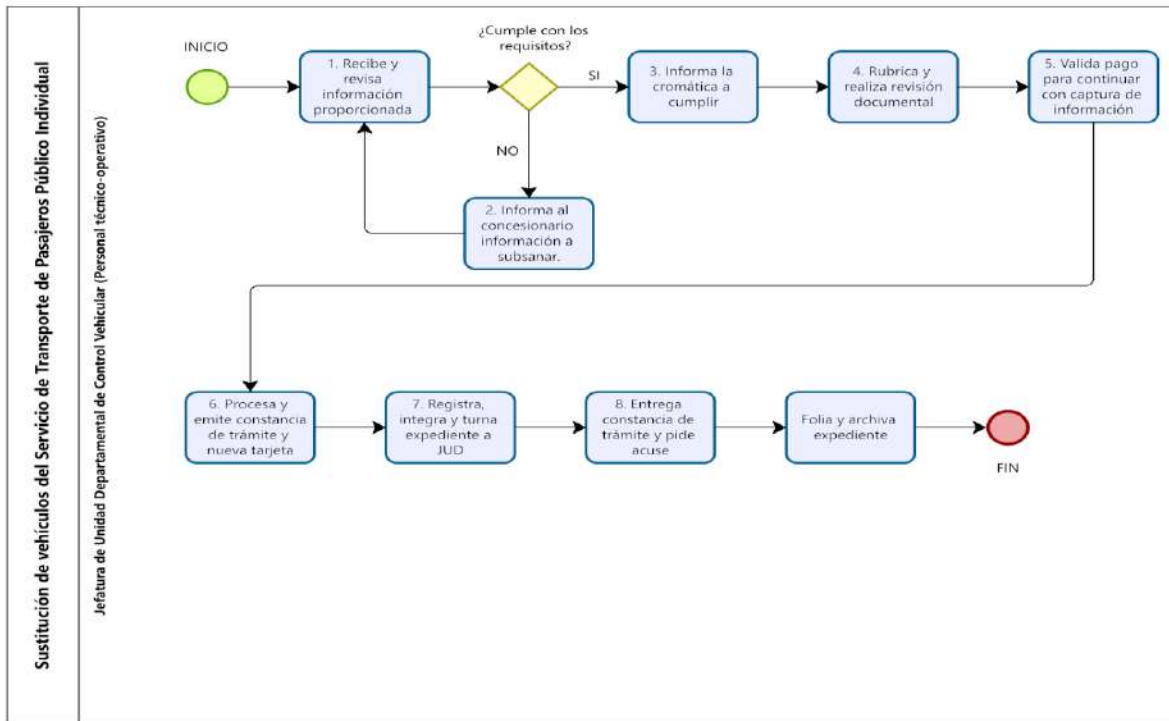 Sustitución de vehículos del Servicio de Transporte de Pasajeros Público Individual
Jefatura de Unidad Departamental de Control Vehicular (Personal técnico-operativo)
INICIO
1. Recibe y
revisa
información
proporcionada
¿Cumple con los
requisitos?
SI
NO
2. Informa al
concesionario
información a
subsanar.
3. Informa la
cromática a
cumplir
4. Rubrica y
realiza revisión
documental
5. Valida pago
para continuar
con captura de
información
6. Procesa y
emite constancia
de trámite y
nueva tarjeta
7. Registra,
integra y turna
expediente a
JUD
8. Entrega
constancia de
trámite y pide
acuse
Folia y archiva
expediente
FIN